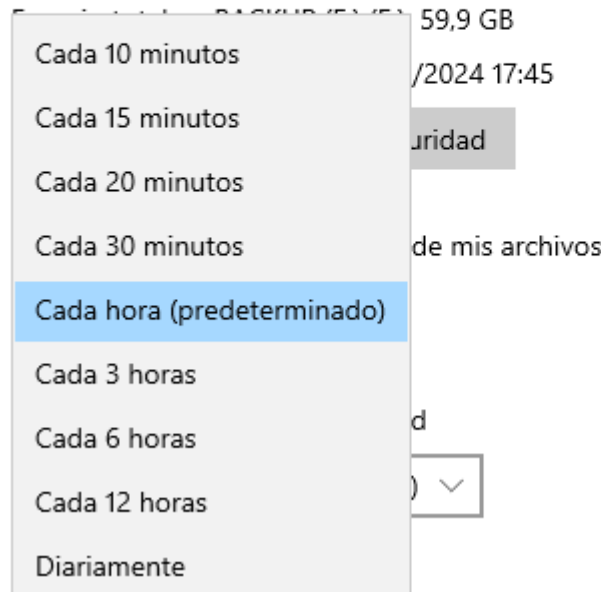 BACKUP (E:) (E:) 59,9 GB
Cada 10 minutos
/2024 17:45
Cada 15 minutos
uridad
Cada 20 minutos
Cada 30 minutos
de mis archivos
Cada hora (predeterminado)
Cada 3 horas
d
Cada 6 horas
Cada 12 horas
)
Diariamente